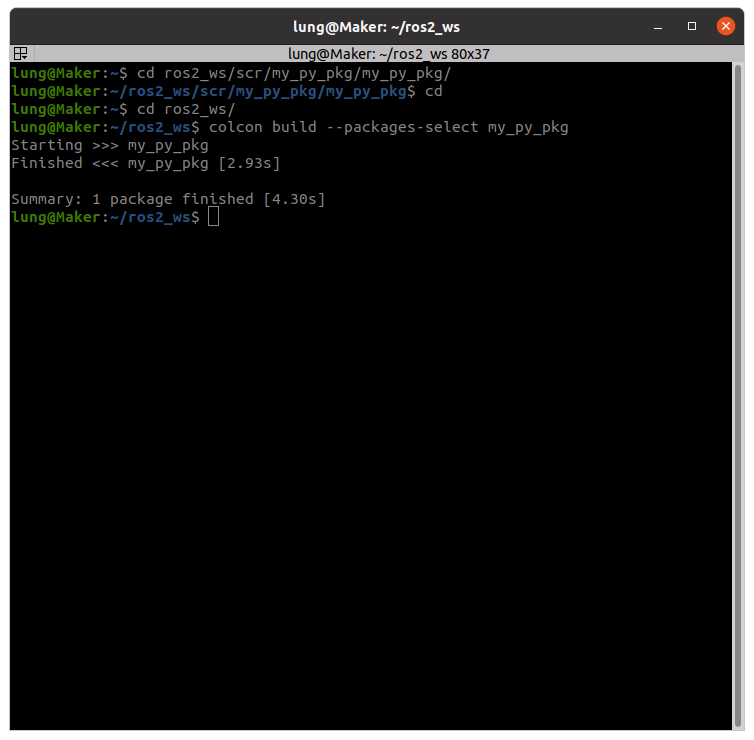 lung@Maker: ~/ros2_ws
lung@Maker: ~/ros2_ws 80x37
lung@Maker:~$ cd ros2_ws/scr/my_py_pkg/my_py_pkg/
lung@Maker:~/ros2_ws/scr/my_py_pkg/my_py_pkg$ cd
lung@Maker:~$ cd ros2_ws/
lung@Maker:~/ros2_ws$ colcon build --packages-select my_py_pkg
Starting >>> my_py_pkg
Finished <<< my_py_pkg [2.93s]
Summary: 1 package finished [4.30s]
lung@Maker:~/ros2_ws$